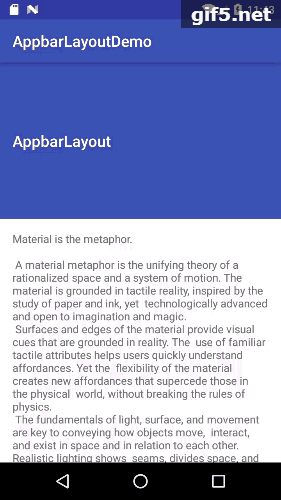 gif5.net
AppbarLayoutDemo
AppbarLayout
Material is the metaphor.
A material metaphor is the unifying theory of a
rationalized space and a system of motion. The
material is grounded in tactile reality, inspired by the
study of paper and ink, yet technologically advanced
and open to imagination and magic.
Surfaces and edges of the material provide visual
cues that are grounded in reality. The use of familiar
tactile attributes helps users quickly understand
affordances. Yet the flexibility of the material
creates new affordances that supercede those in
the physical world, without breaking the rules of
physics.
The fundamentals of light, surface, and movement
are key to conveying how objects move, interact,
and exist in space and in relation to each other.
Realistic lighting shows seams, divides space, and